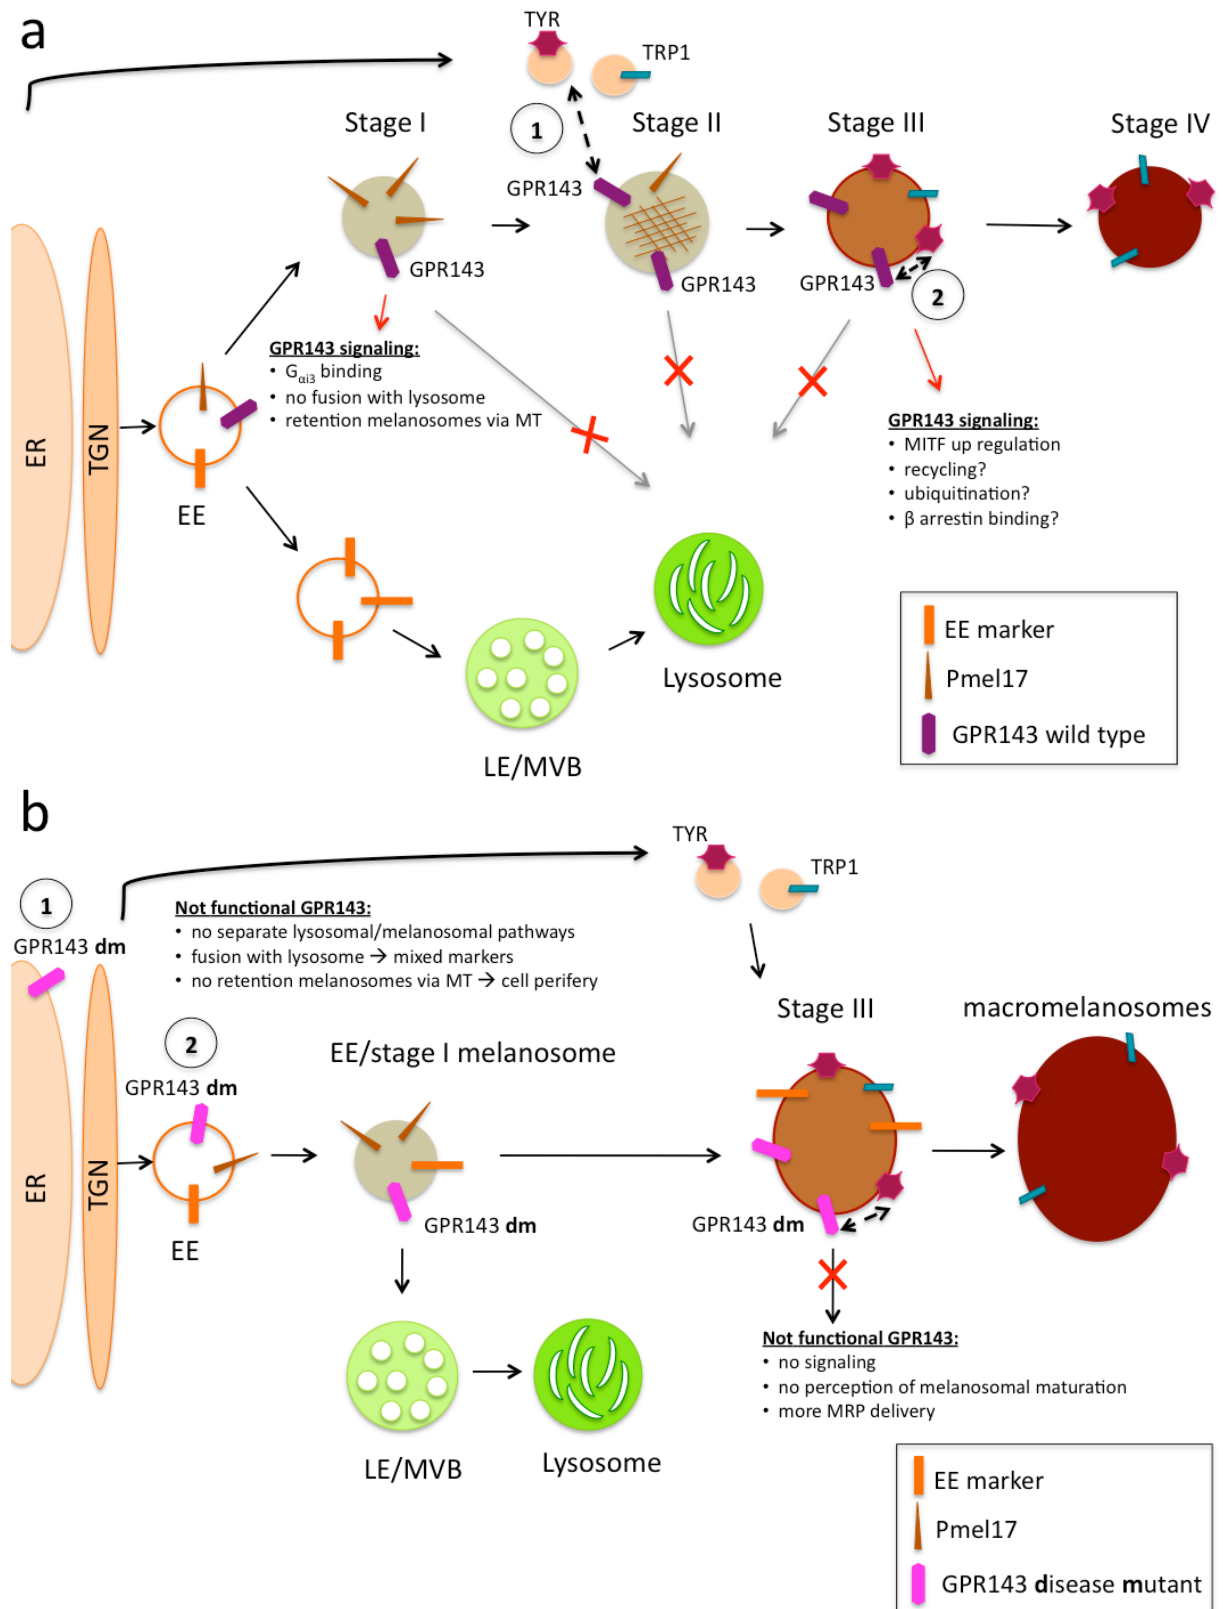 a
TYR
TRP1
1
Stage I
Stage II
Stage III
Stage IV
GPR143
GPR143
GPR143
GPR143
2
GPR143 signaling:
• Gαi3 binding
• no fusion with lysosome
• retention melanosomes via MT
GPR143 signaling:
• MITF up regulation
• recycling?
• ubiquitination?
• β arrestin binding?
ER
TGN
EE
LE/MVB
Lysosome
EE marker
Pmel17
GPR143 wild type
b
TYR
TRP1
1
GPR143 dm
Not functional GPR143:
• no separate lysosomal/melanosomal pathways
• fusion with lysosome → mixed markers
• no retention melanosomes via MT → cell perifery
2
GPR143 dm
EE/stage I melanosome
Stage III
macromelanosomes
ER
TGN
EE
GPR143 dm
GPR143 dm
LE/MVB
Lysosome
Not functional GPR143:
• no signaling
• no perception of melanosomal maturation
• more MRP delivery
EE marker
Pmel17
GPR143 disease mutant